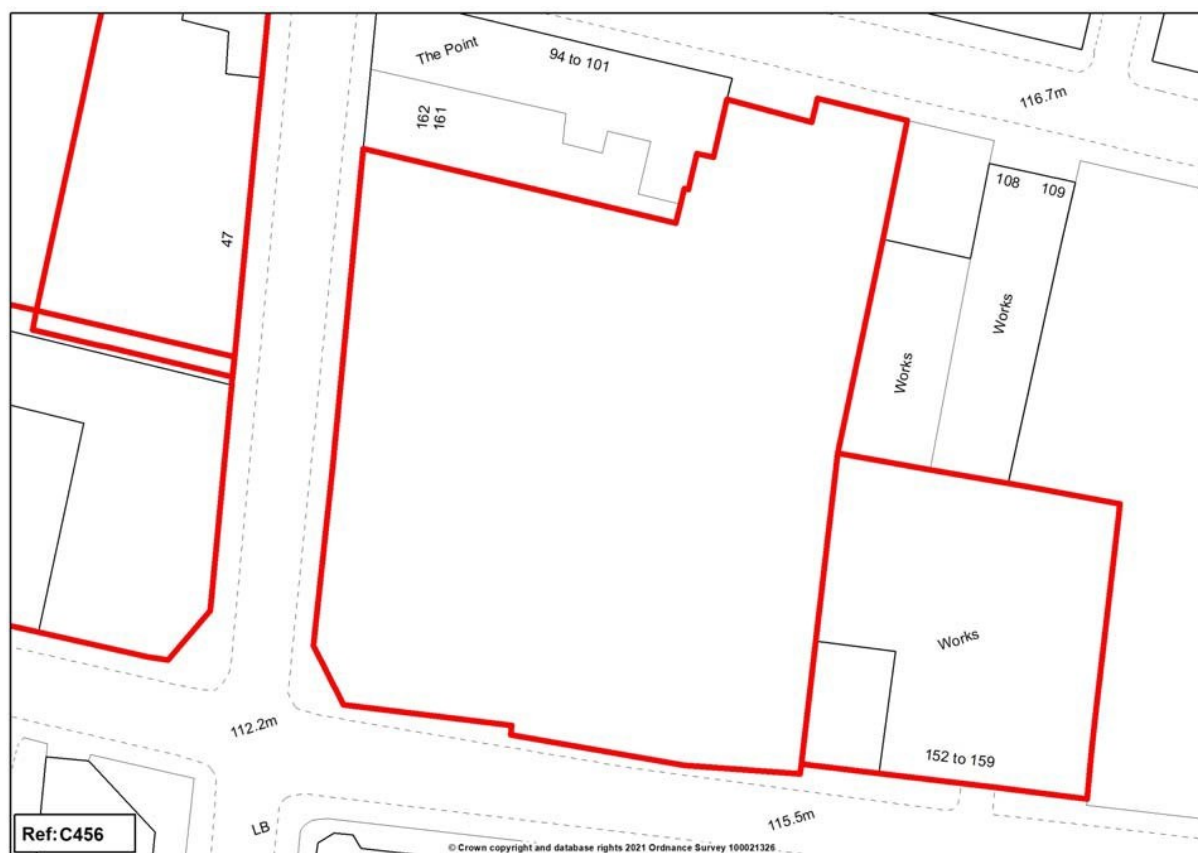 The Point
94 to 101
116.7m
162
161
108
109
47
Works
Works
Works
152 to 159
112.2m
115.5m
LB
Ref:C456
© Crown copyright and database rights 2021 Ordnance Survey 100021326